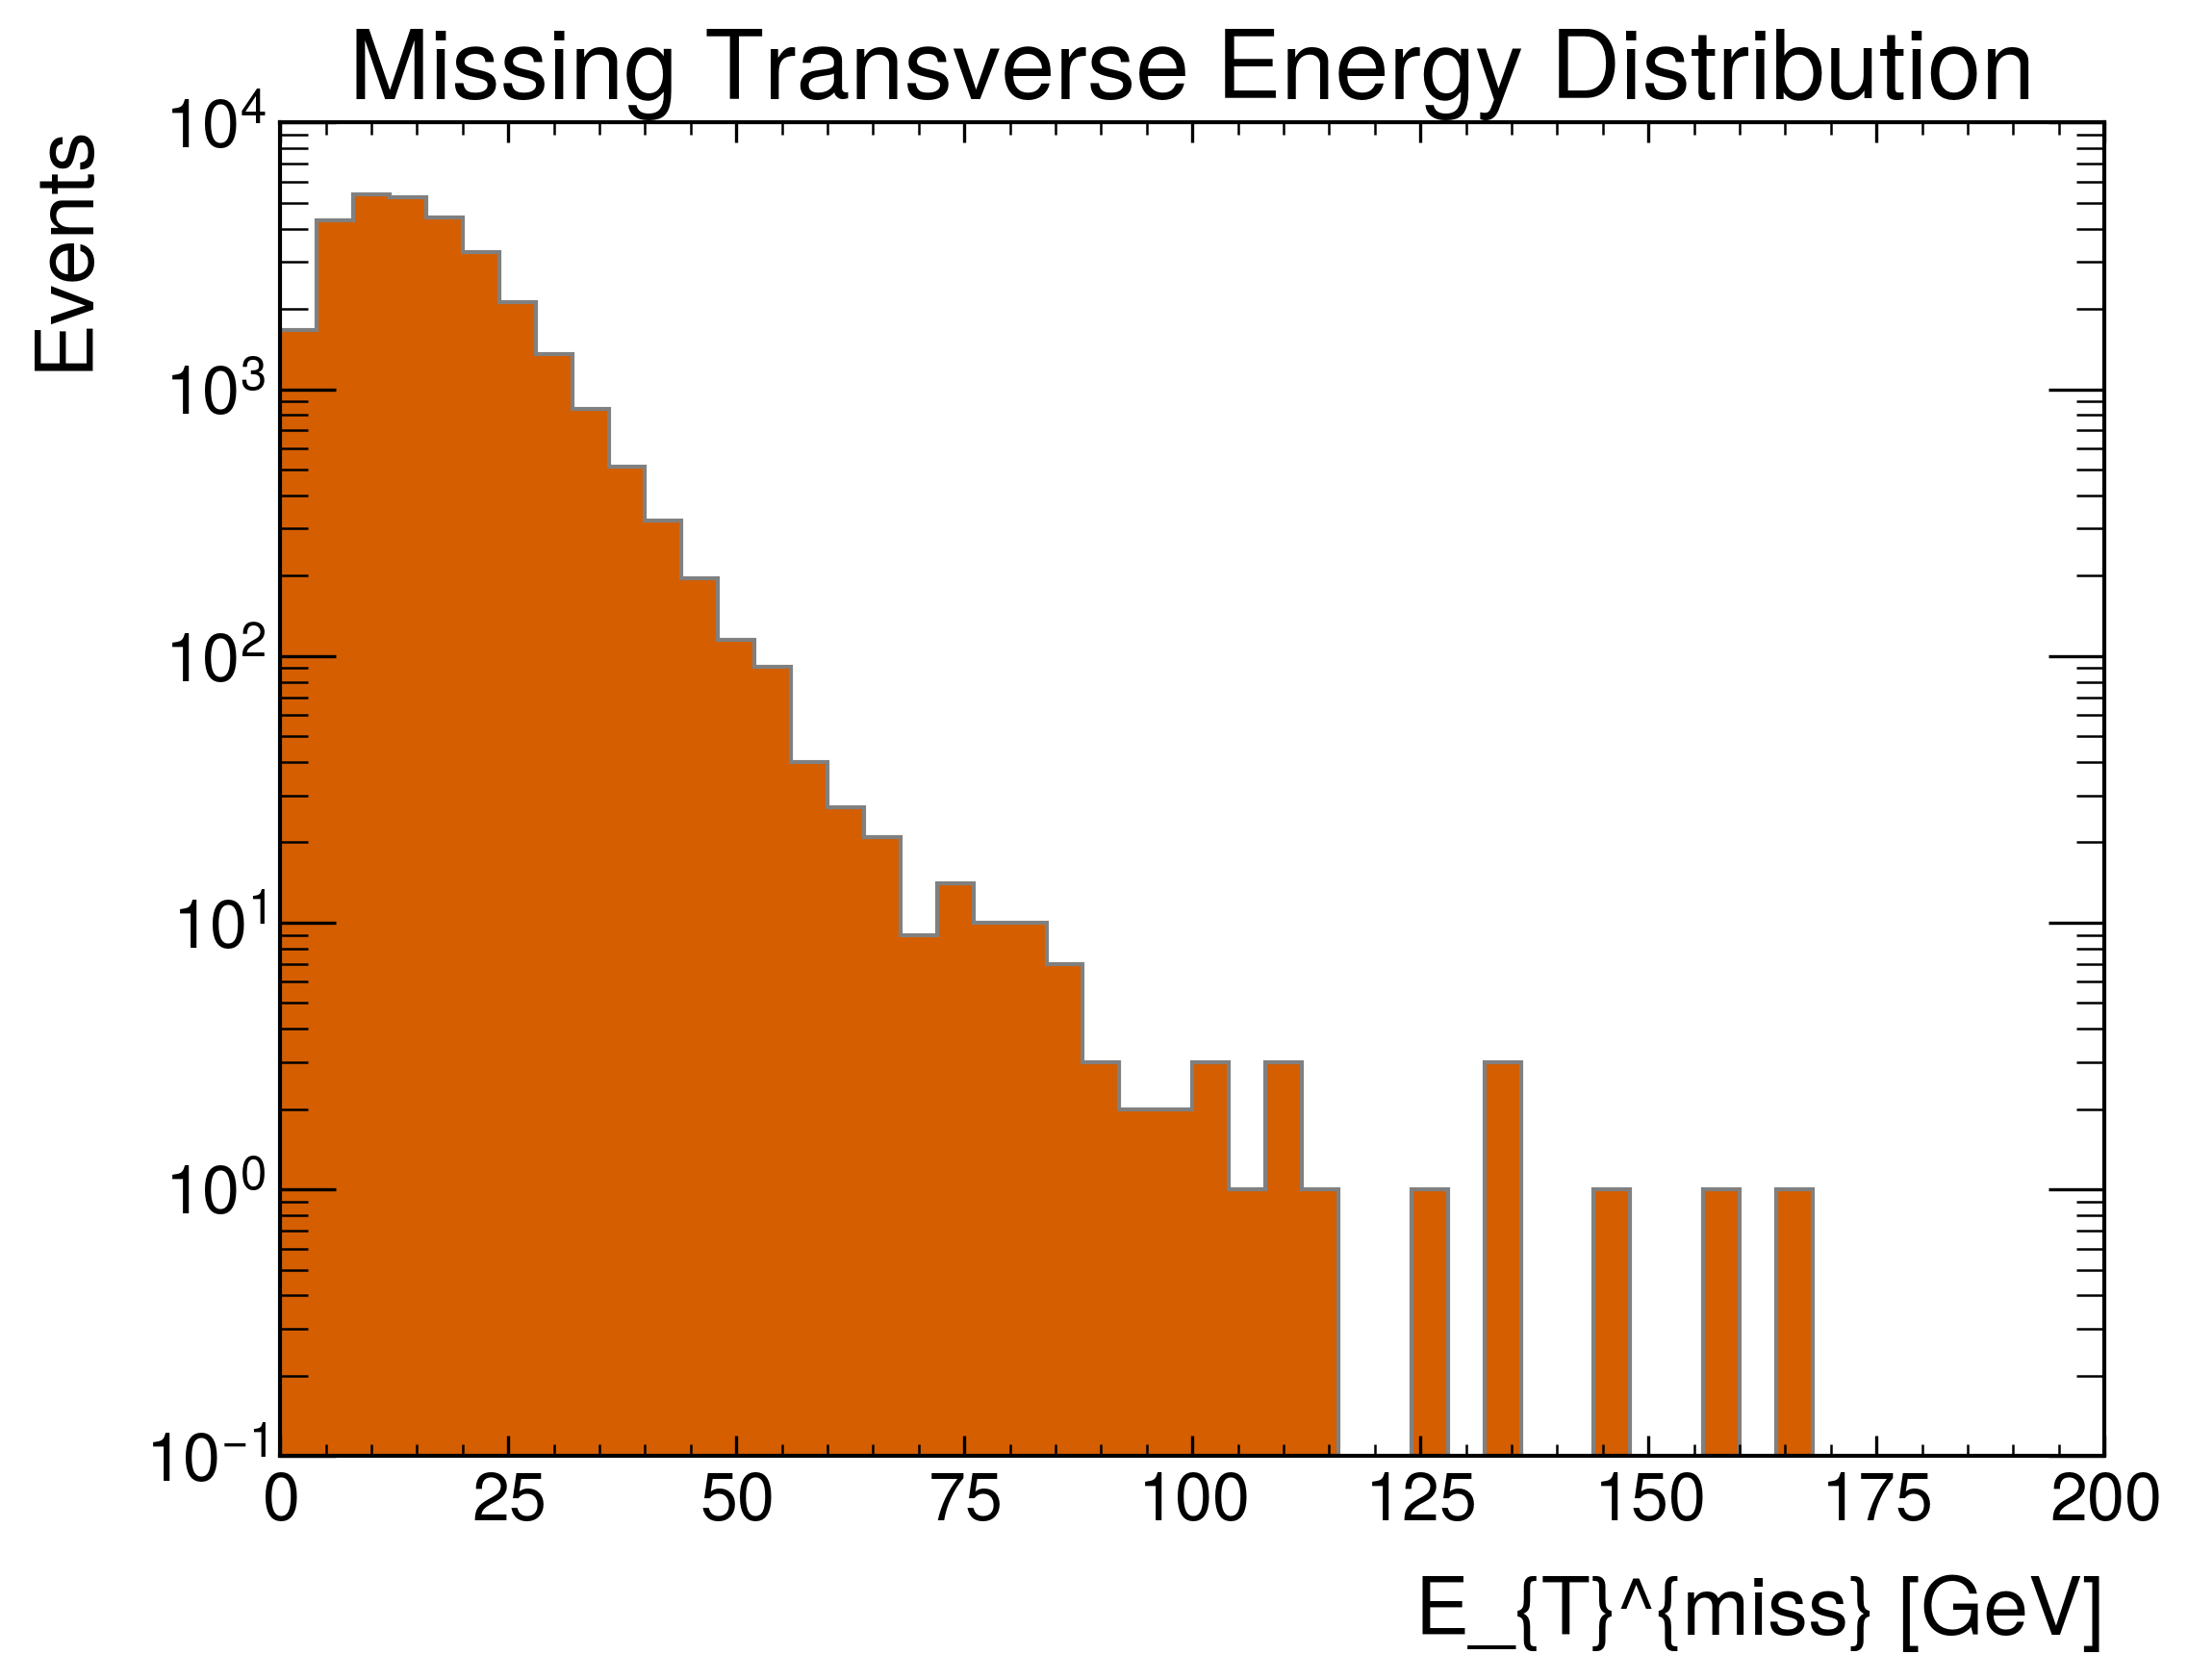 Missing Transverse Energy Distribution
Events
10⁴
10³
10²
10¹
10⁰
10⁻¹
0 25 50 75 100 125 150 175 200
E_{T}^{miss} [GeV]